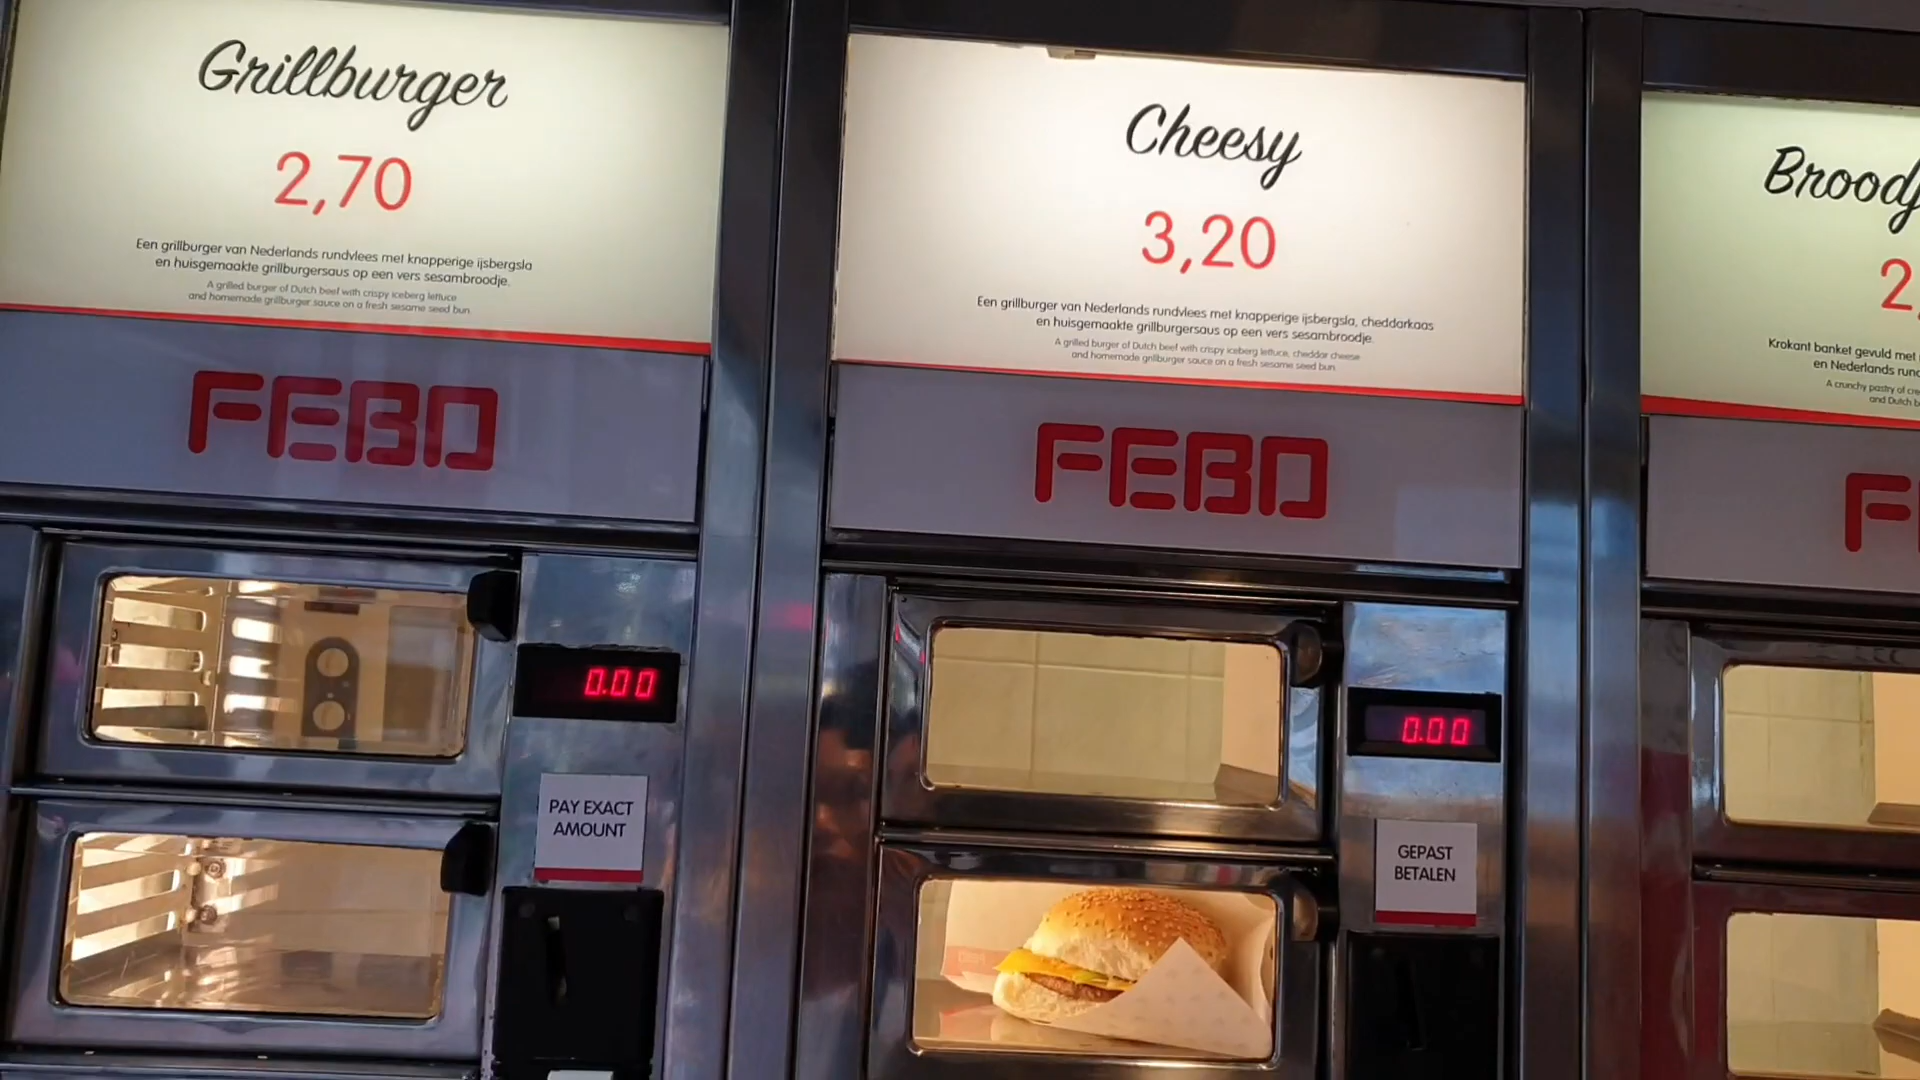 Grillburger
2,70
Een grillburger van Nederlands rundvlees met knapperige ijsbergsla
en huisgemaakte grillburgersaus op een vers sesambroodje.
A grilled burger of Dutch beef with crispy iceberg lettuce
and homemade grillburger sauce on a fresh sesame seed bun
FEBO
0.00
PAY EXACT
AMOUNT
Cheesy
3,20
Een grillburger van Nederlands rundvlees met knapperige ijsbergsla, cheddarkaas
en huisgemaakte grillburgersaus op een vers sesambroodje.
A grilled burger of Dutch beef with crispy iceberg lettuce, cheddar cheese
and homemade grillburger sauce on a fresh sesame seed bun
FEBO
0.00
GEPAST
BETALEN
Broodj
2,
Krokant banket gevuld met
en Nederlands
A crunchy pastry of
and Dutch
F